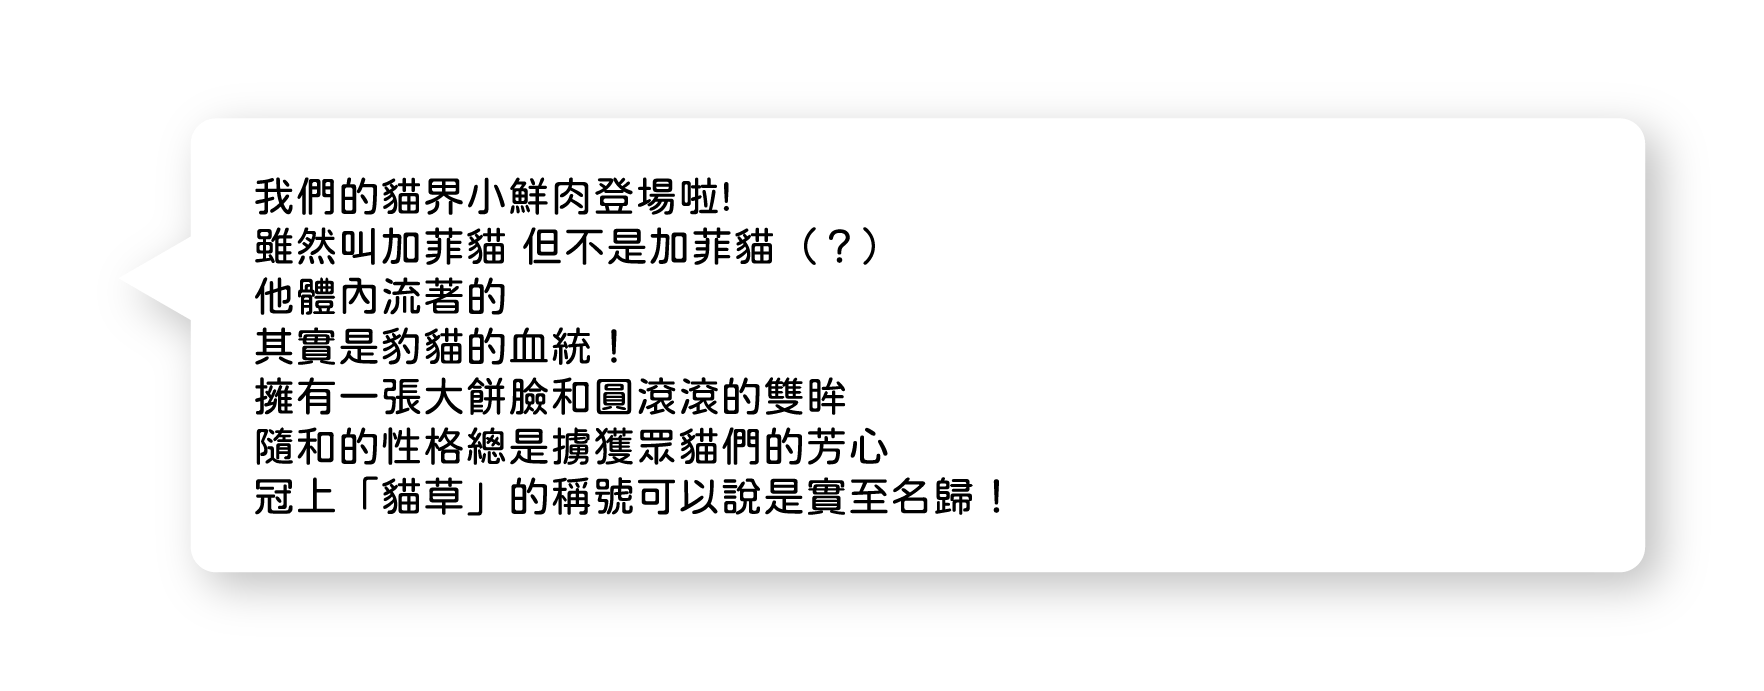 我們的貓界小鮮肉登場啦!
雖然叫加菲貓 但不是加菲貓（？）
他體內流著的
其實是豹貓的血統！
擁有一張大餅臉和圓滾滾的雙眸
隨和的性格總是擄獲眾貓們的芳心
冠上「貓草」的稱號可以說是實至名歸！